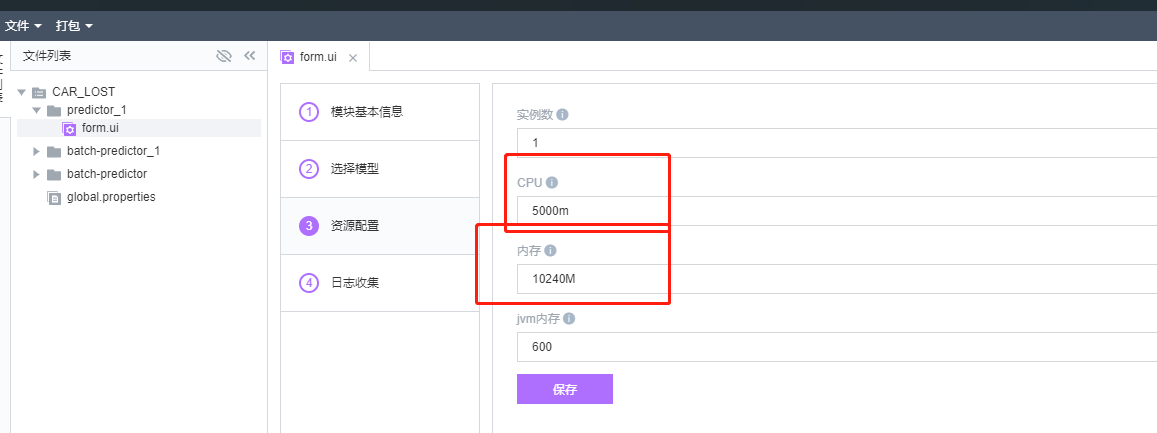 文件 打包
文件列表
form.ui
CAR_LOST
predictor_1
form.ui
batch-predictor_1
batch-predictor
global.properties
1 模块基本信息
2 选择模型
3 资源配置
4 日志收集
实例数
1
CPU
5000m
内存
10240M
jvm内存
600
保存